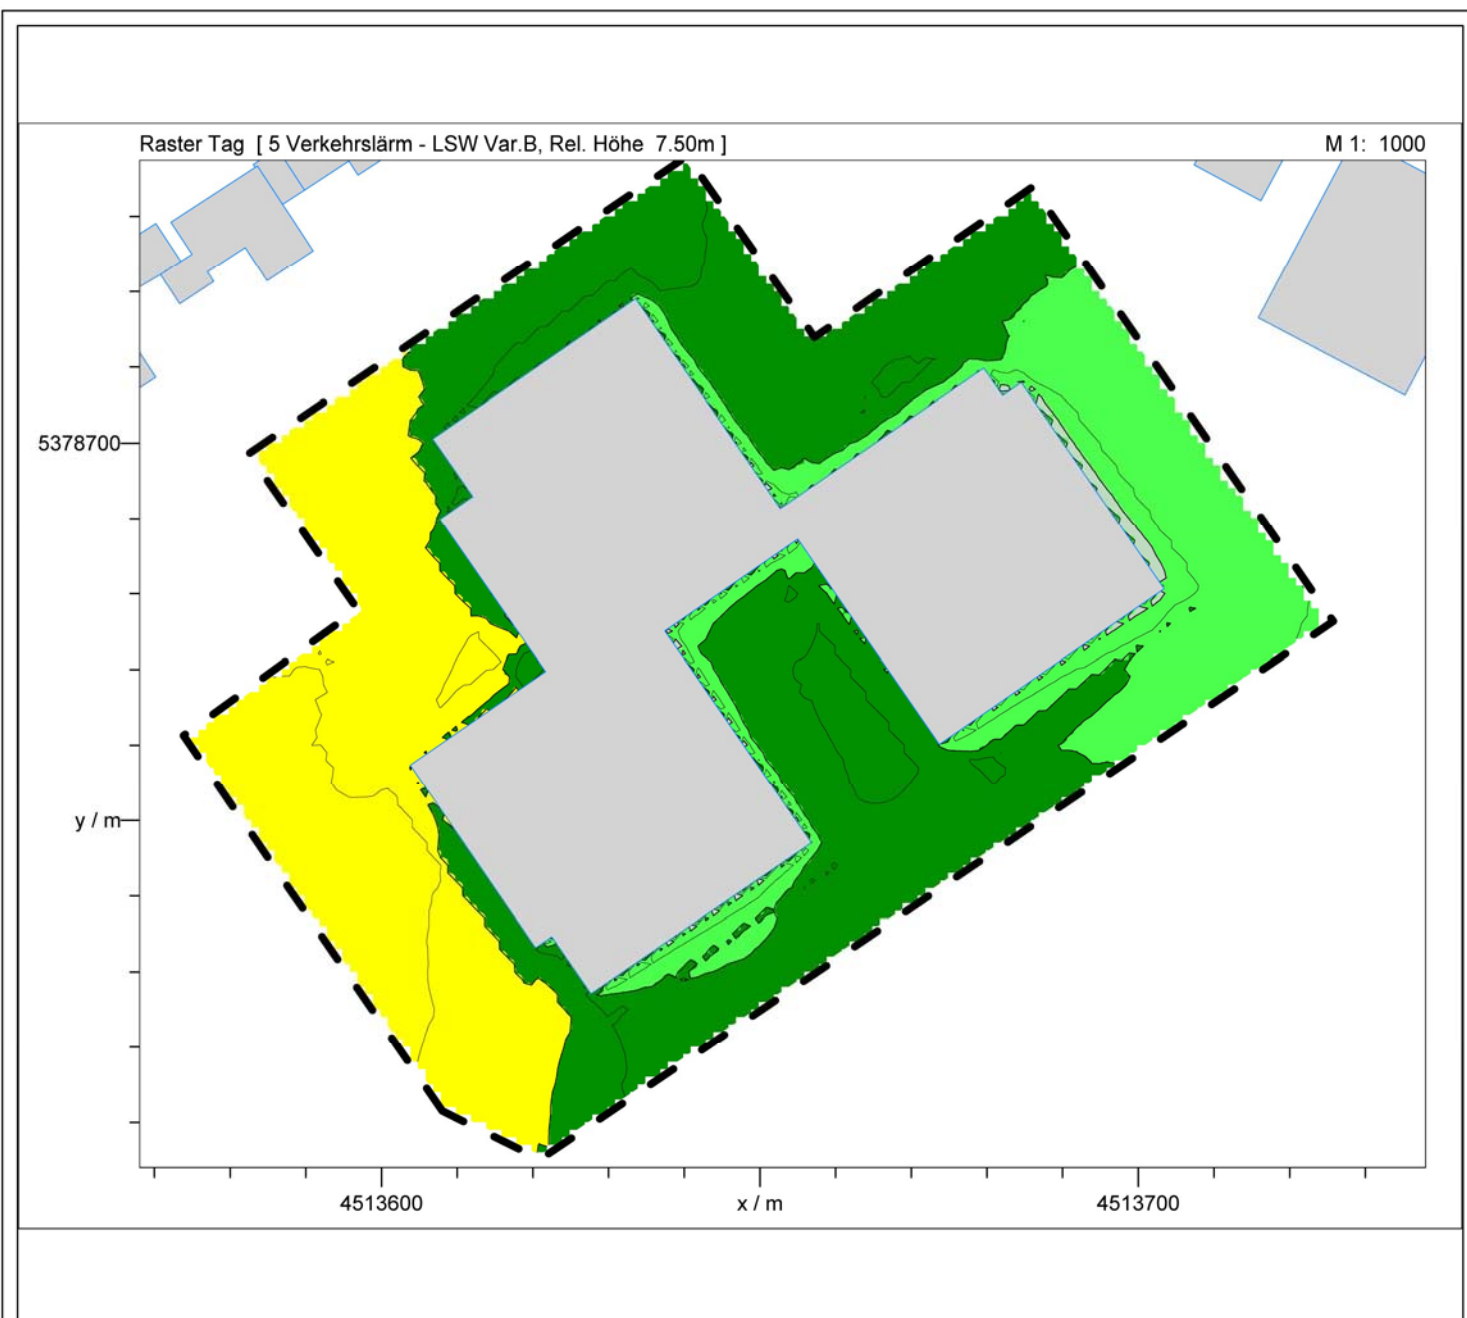 Raster Tag [ 5 Verkehrslärm - LSW Var.B, Rel. Höhe 7.50m ] M 1: 1000
5378700
y / m
4513600 x / m 4513700